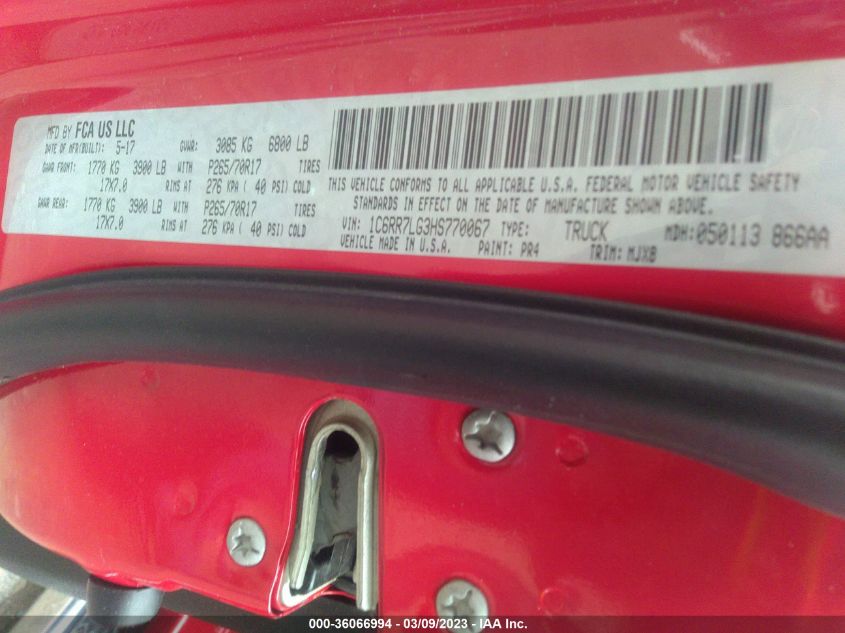 MFD BY FCA US LLC
DATE OF MFR(BUILT): 5-17 GVWR: 3085 KG 6800 LB
GAWR FRONT: 1770 KG 3900 LB WITH P265/70R17 TIRES
17X7.0 RIMS AT 276 KPA ( 40 PSI) COLD
GAWR REAR: 1770 KG 3900 LB WITH P265/70R17 TIRES
17X7.0 RIMS AT 276 KPA ( 40 PSI) COLD
THIS VEHICLE CONFORMS TO ALL APPLICABLE U.S.A. FEDERAL MOTOR VEHICLE SAFETY
STANDARDS IN EFFECT ON THE DATE OF MANUFACTURE SHOWN ABOVE.
VIN: 1C6RR7LG3HS770067 TYPE: TRUCK MDH: 050113 866AA
VEHICLE MADE IN U.S.A. PAINT: PR4 TRIM: MJXB
000-36066994 - 03/09/2023 - IAA Inc.